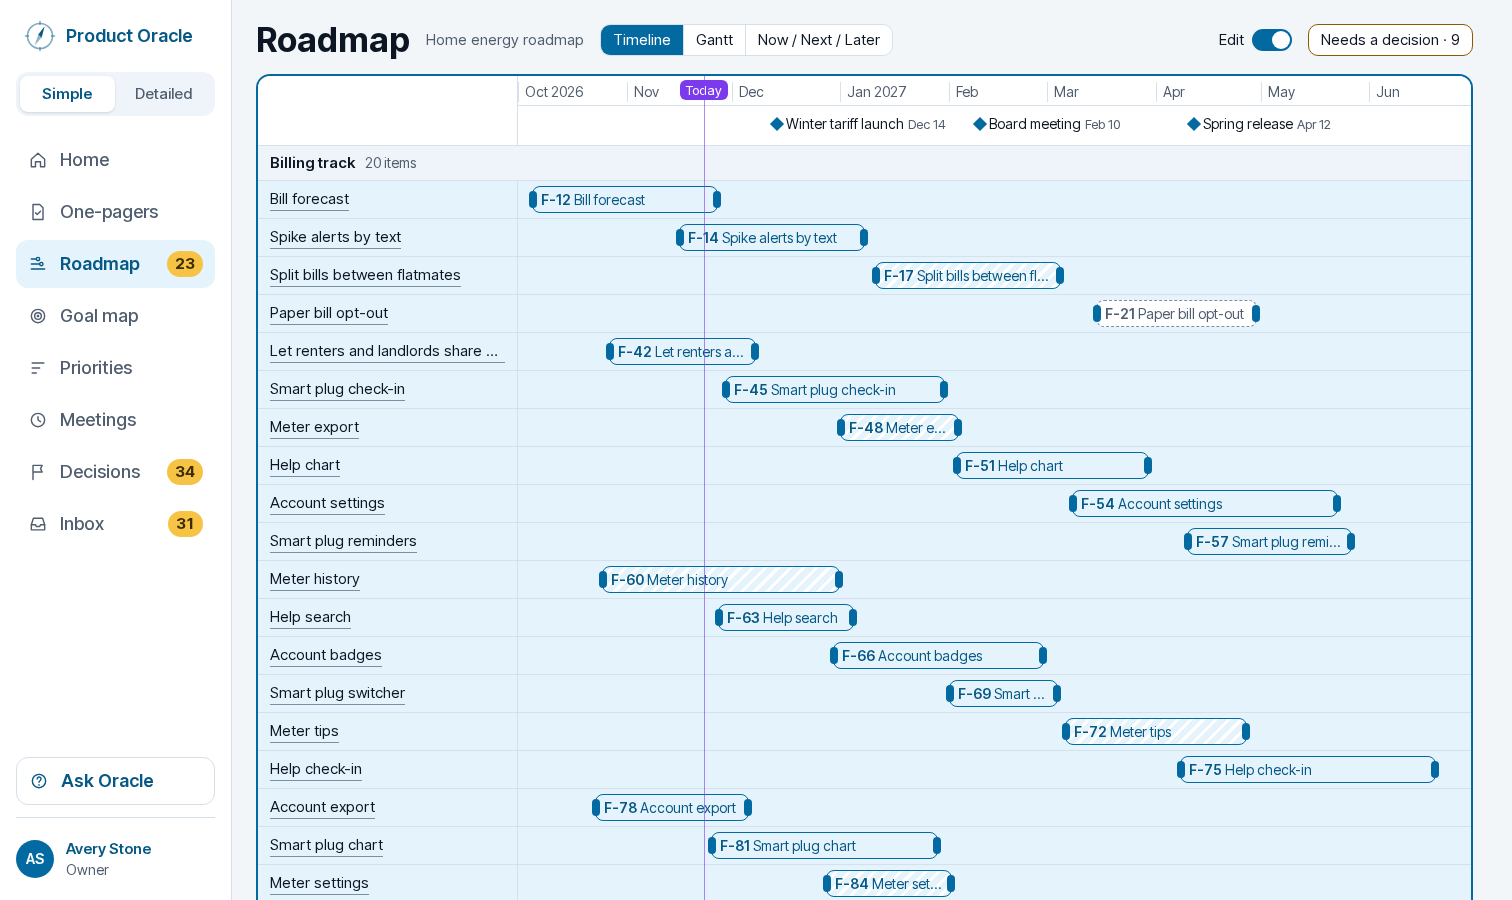 Product Oracle
Simple Detailed
Home
One-pagers
Roadmap 23
Goal map
Priorities
Meetings
Decisions 34
Inbox 31
Ask Oracle
AS Avery Stone
Owner
Roadmap Home energy roadmap Timeline Gantt Now / Next / Later Edit Needs a decision · 9
Oct 2026 Nov Today Dec Jan 2027 Feb Mar Apr May Jun
Winter tariff launch Dec 14 Board meeting Feb 10 Spring release Apr 12
Billing track 20 items
Bill forecast F-12 Bill forecast
Spike alerts by text F-14 Spike alerts by text
Split bills between flatmates F-17 Split bills between fl…
Paper bill opt-out F-21 Paper bill opt-out
Let renters and landlords share … F-42 Let renters a…
Smart plug check-in F-45 Smart plug check-in
Meter export F-48 Meter e…
Help chart F-51 Help chart
Account settings F-54 Account settings
Smart plug reminders F-57 Smart plug remi…
Meter history F-60 Meter history
Help search F-63 Help search
Account badges F-66 Account badges
Smart plug switcher F-69 Smart …
Meter tips F-72 Meter tips
Help check-in F-75 Help check-in
Account export F-78 Account export
Smart plug chart F-81 Smart plug chart
Meter settings F-84 Meter set…